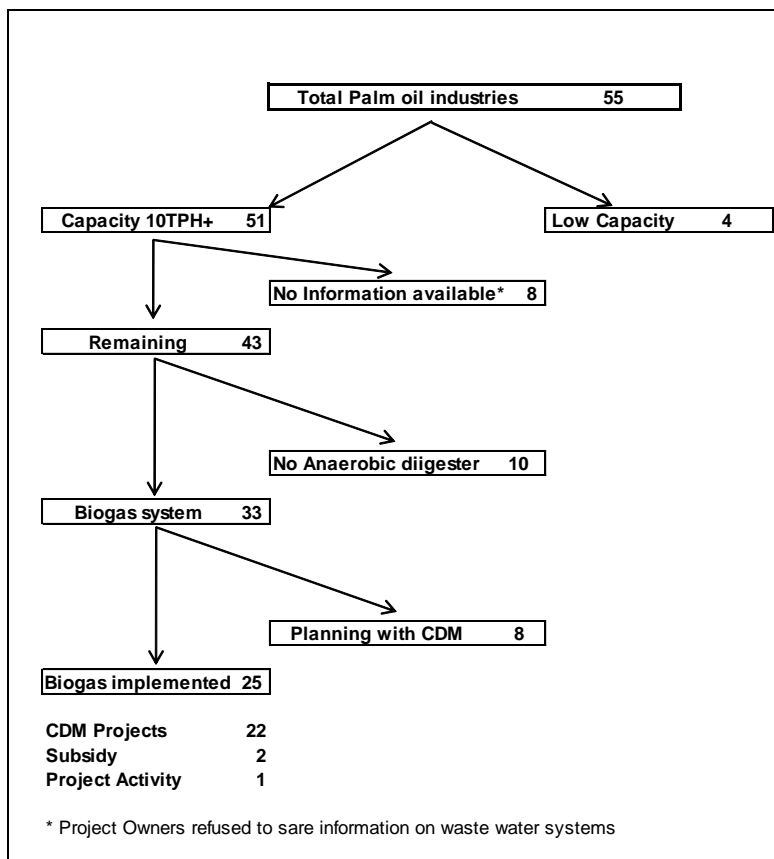 Total Palm oil industries 55
Capacity 10TPH+ 51
Low Capacity 4
No Information available* 8
Remaining 43
No Anaerobic diigester 10
Biogas system 33
Planning with CDM 8
Biogas implemented 25
CDM Projects 22
Subsidy 2
Project Activity 1
* Project Owners refused to sare information on waste water systems